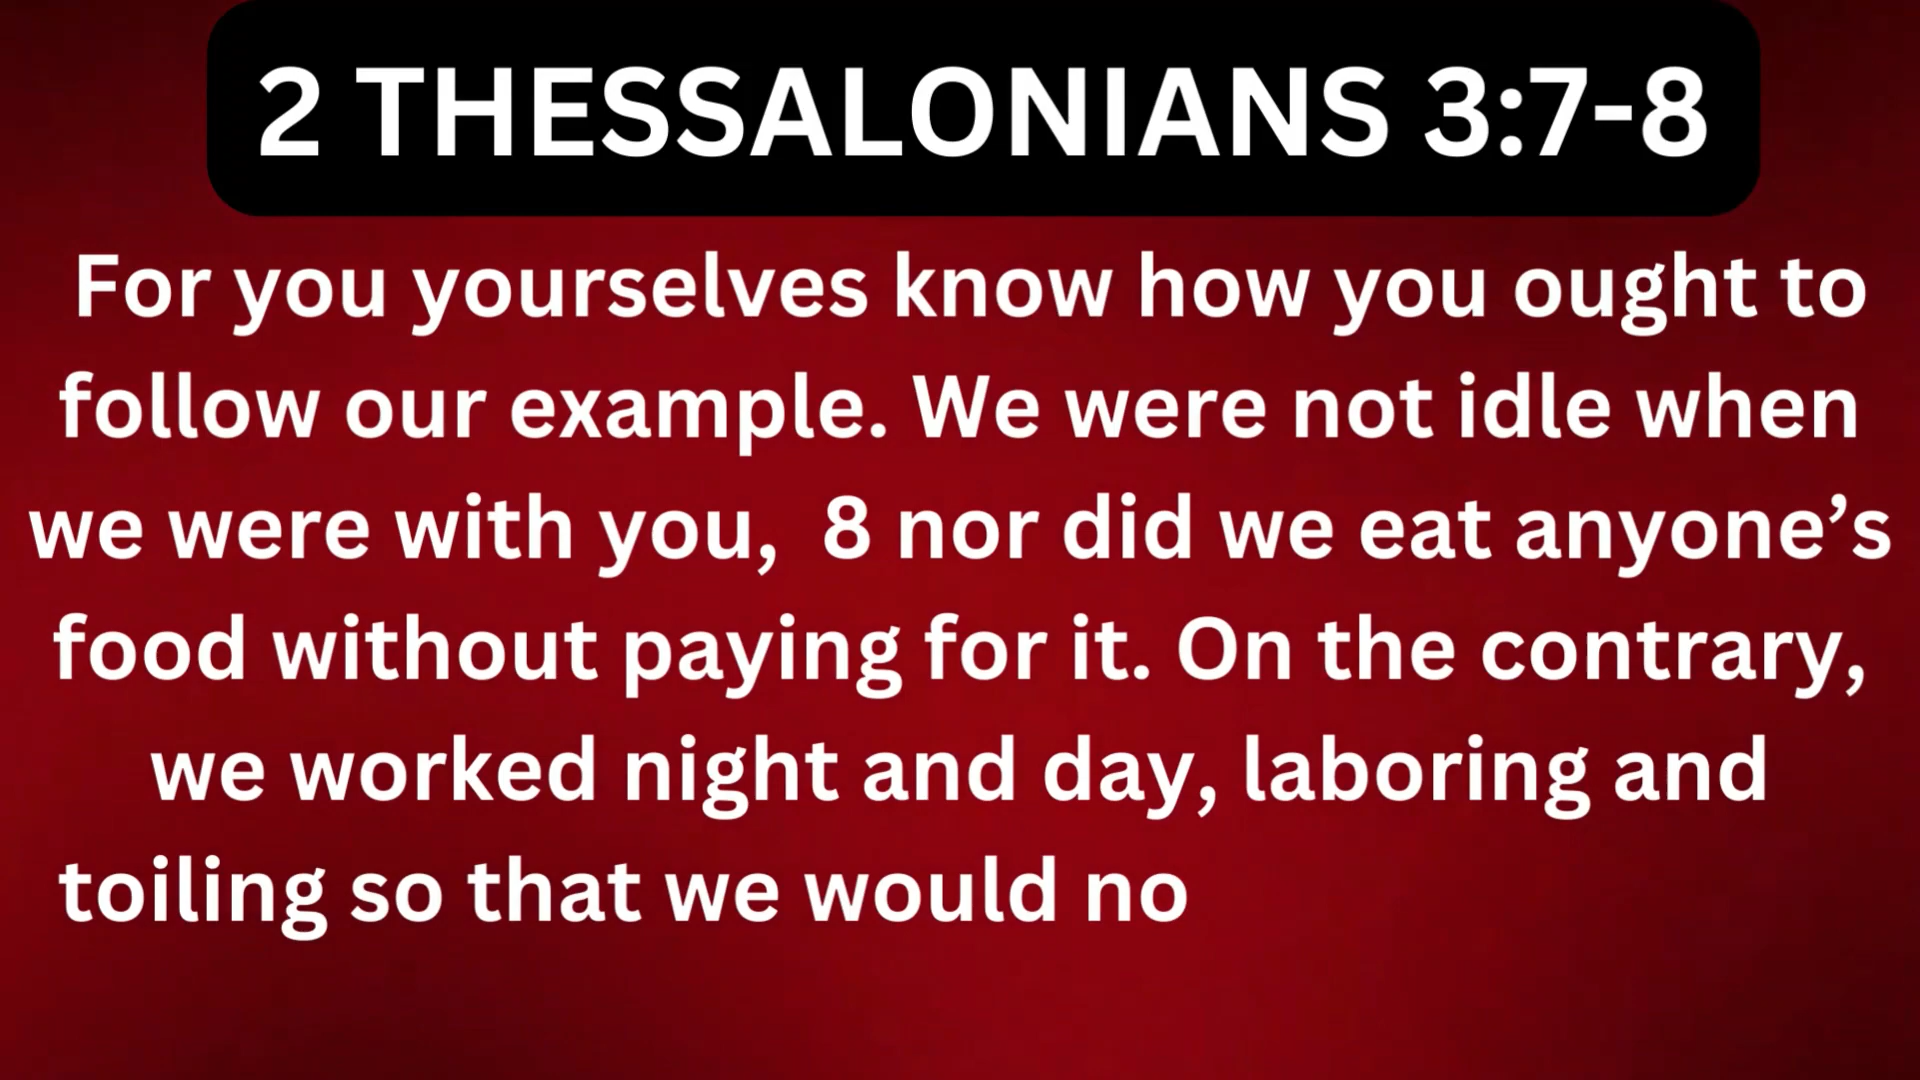 2 THESSALONIANS 3:7-8
For you yourselves know how you ought to
follow our example. We were not idle when
we were with you,  8 nor did we eat anyone’s
food without paying for it. On the contrary,
we worked night and day, laboring and
toiling so that we would no